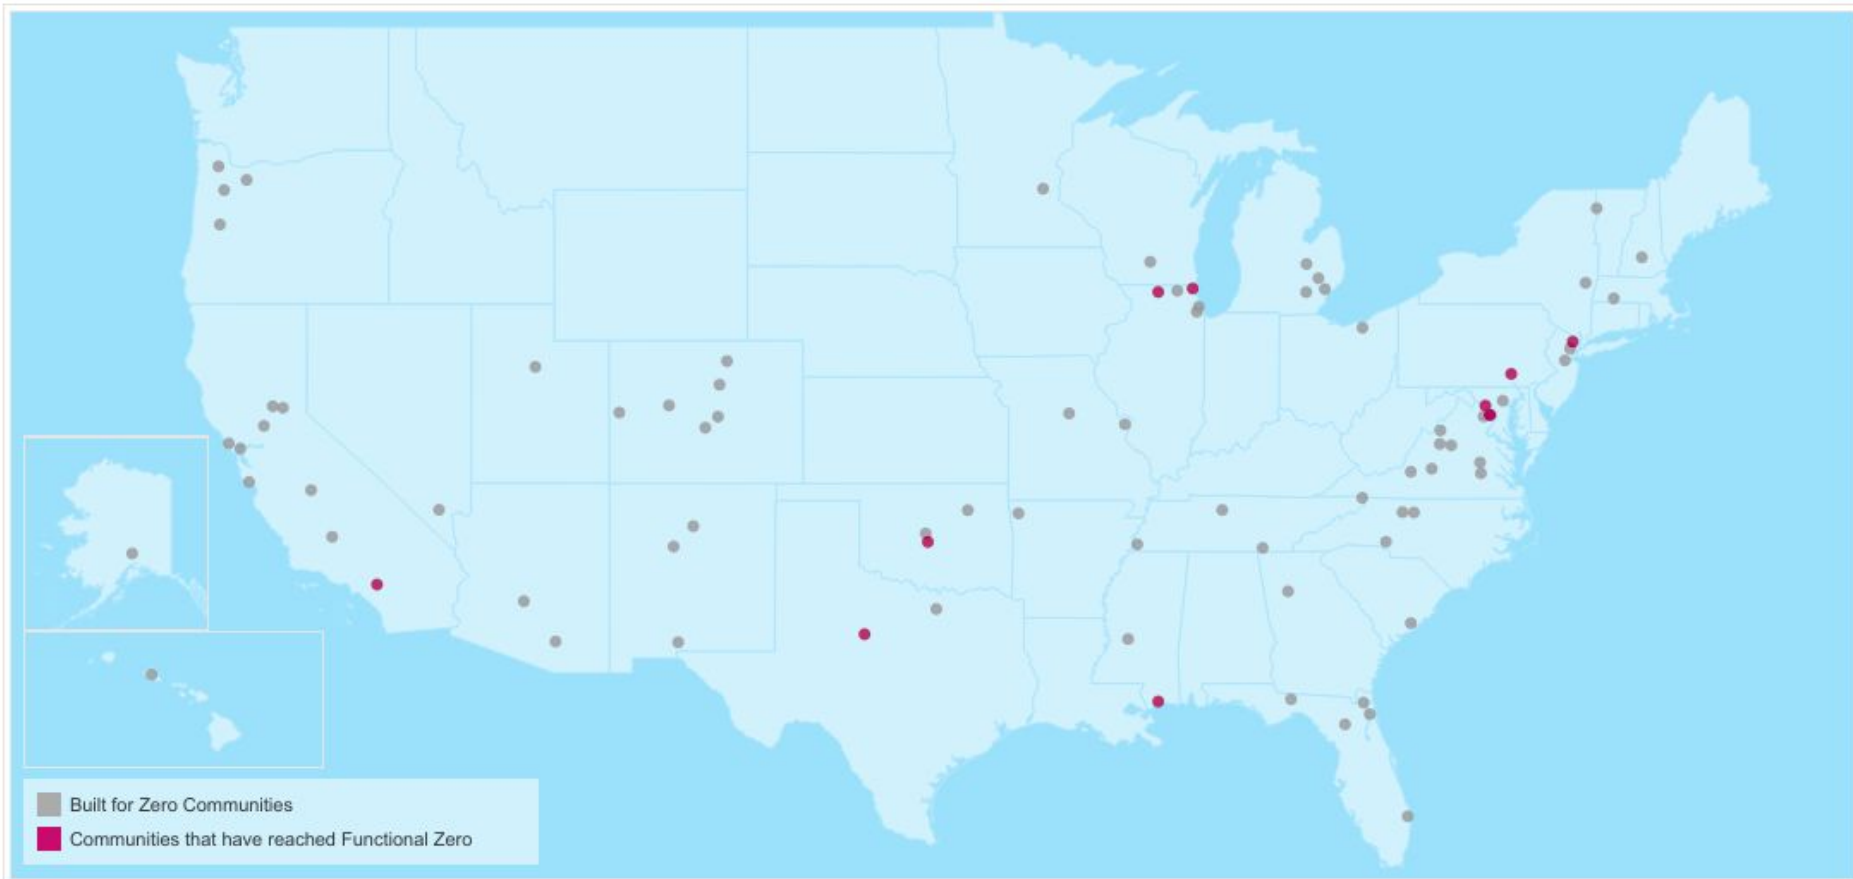 Built for Zero Communities
Communities that have reached Functional Zero